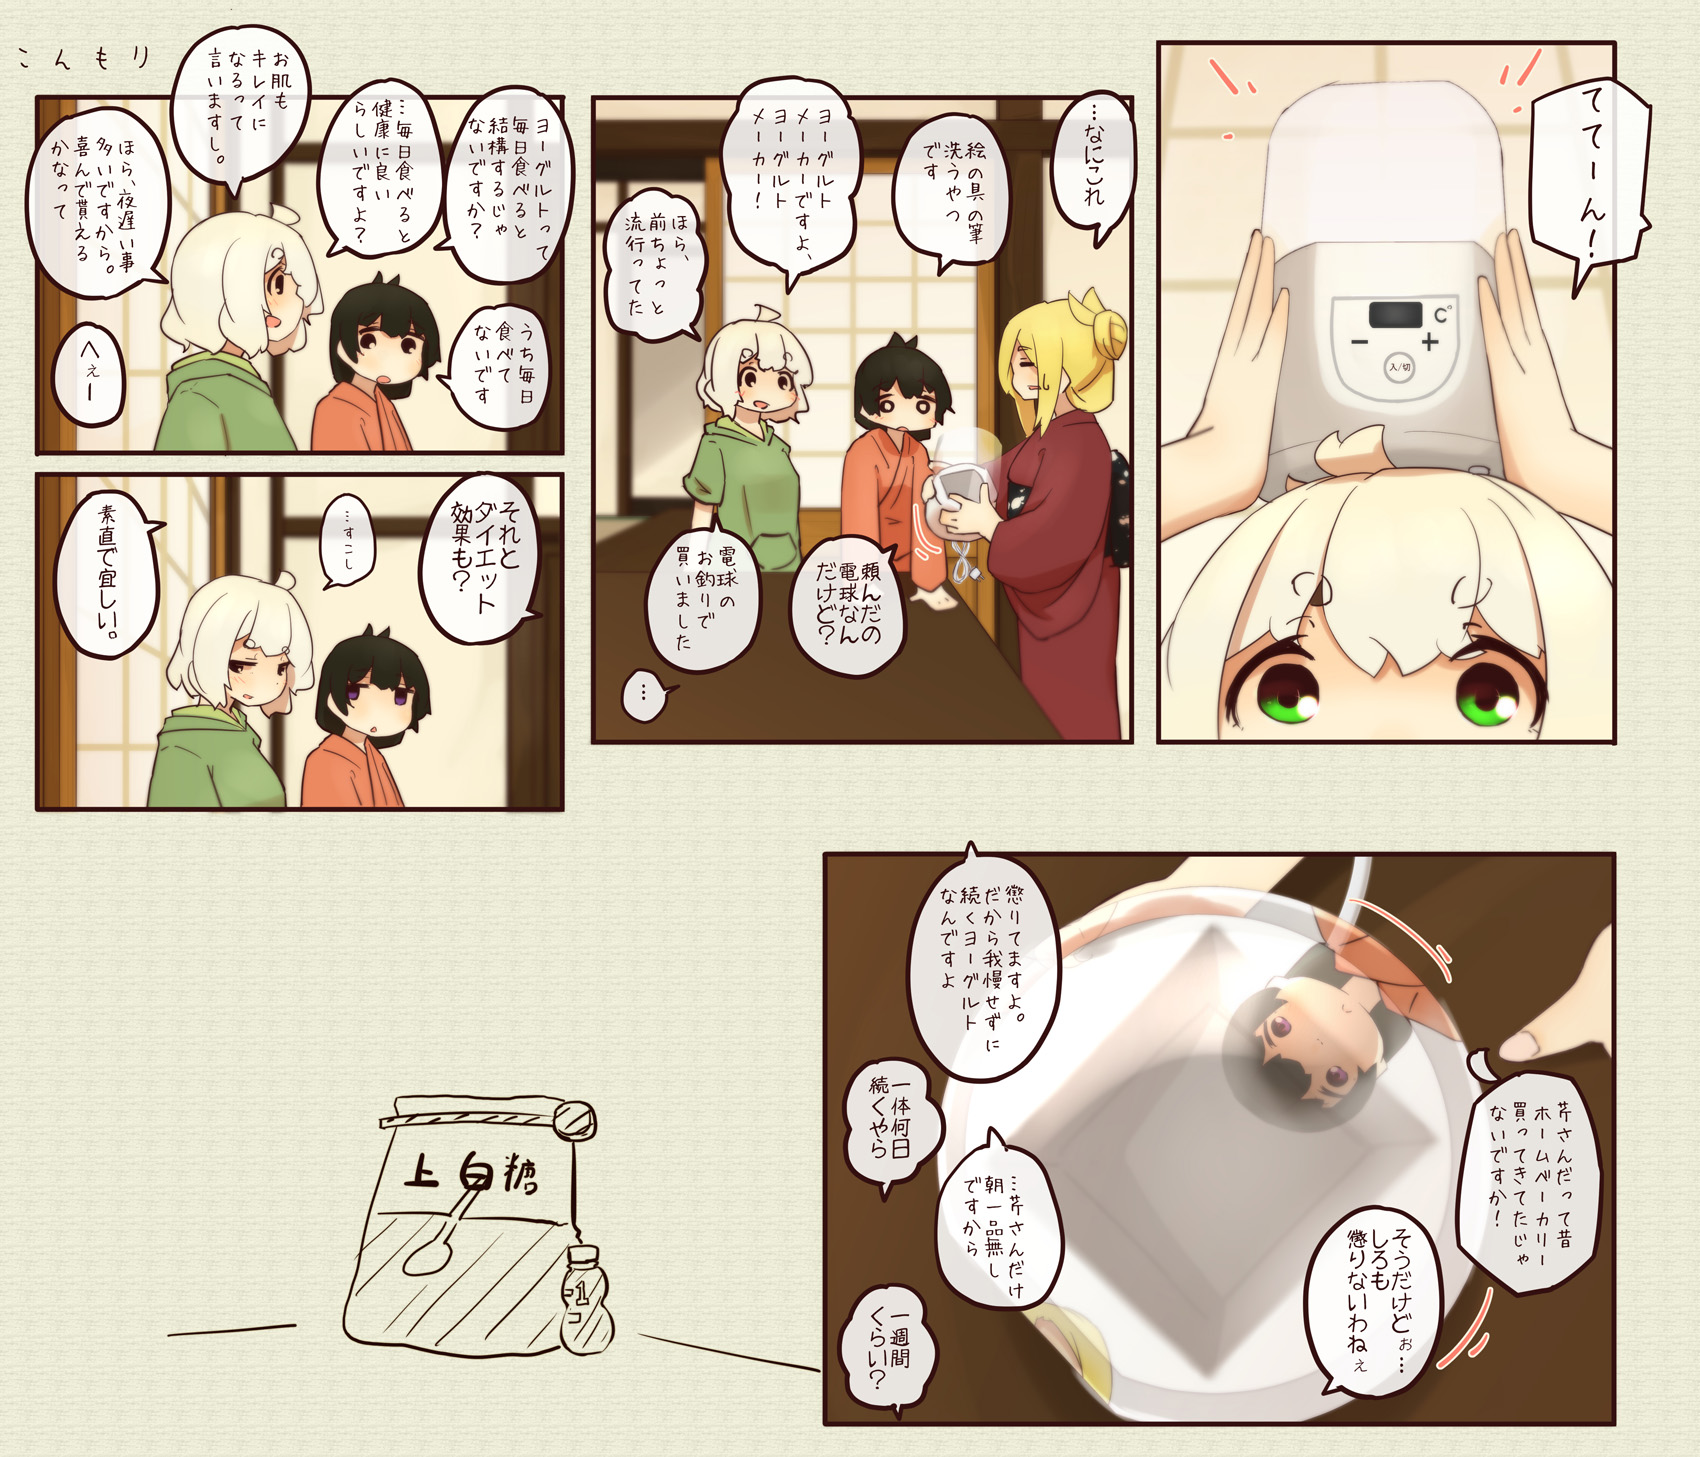 ててーん！
C°
−
＋
入/切
…なにこれ
絵の具の筆
洗うやつ
です
ヨーグルト
メーカーですよ、
ヨーグルト
メーカー！
ほら、
前ちょっと
流行ってた
頼んだの
電球なん
だけど？
電球の
お釣りで
買いました
…
ヨーグルトって
毎日食べると
結構するじゃ
ないですか？
…毎日食べると
健康に良い
らしいですよ？
お肌も
キレイに
なるって
言いますし。
ほら、夜遅い事
多いですから。
喜んで貰える
かなって
うち毎日
食べて
ないです
へぇー
それと
ダイエット
効果も？
…すこし
素直で宜しい。
芹さんだって昔
ホームベーカリー
買ってきてたじゃ
ないですか！
そうだけどぉ…
しろも
懲りないわねぇ
懲りてますよ。
だから我慢せずに
続くヨーグルト
なんですよ
一体何日
続くやら
…芹さんだけ
朝一品無し
ですから
一週間
くらい？
上白糖
-1
こんもり